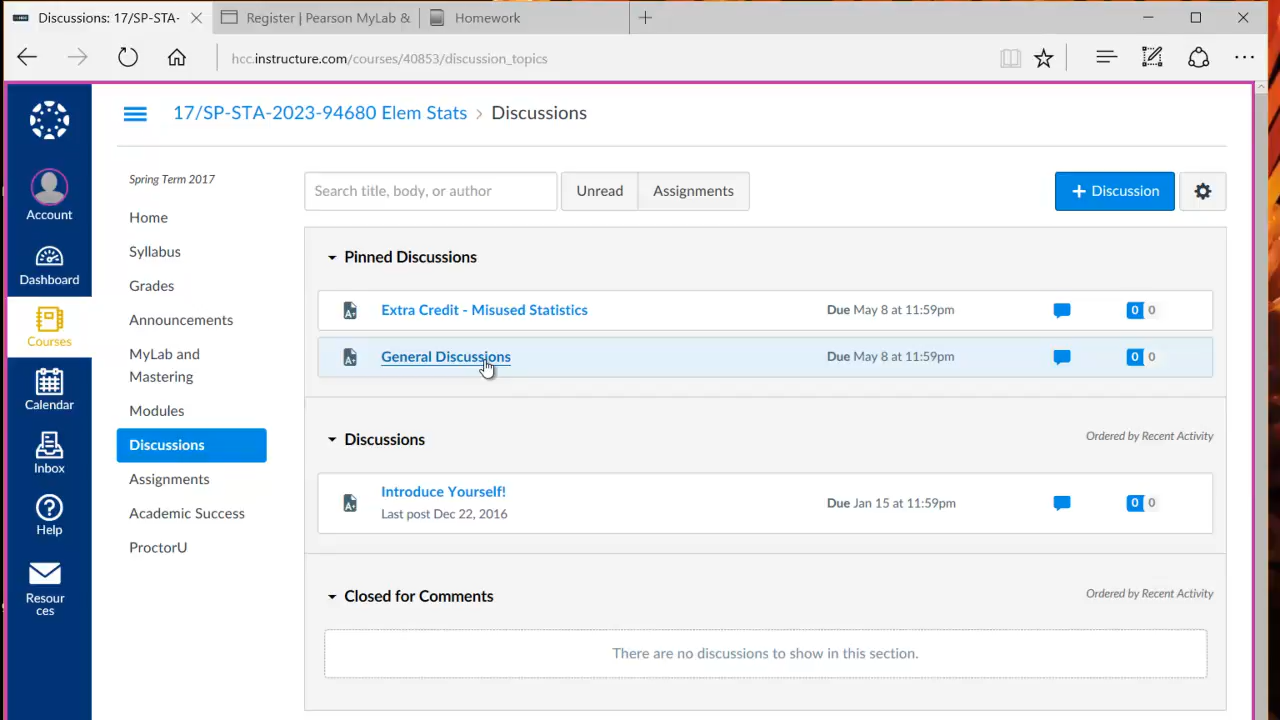 Discussions: 17/SP-STA-
Register | Pearson MyLab &
Homework
hcc.instructure.com/courses/40853/discussion_topics
17/SP-STA-2023-94680 Elem Stats > Discussions
Account
Dashboard
Courses
Calendar
Inbox
Help
Resour
ces
Spring Term 2017
Home
Syllabus
Grades
Announcements
MyLab and
Mastering
Modules
Discussions
Assignments
Academic Success
ProctorU
Search title, body, or author
Unread
Assignments
+ Discussion
Pinned Discussions
Extra Credit - Misused Statistics Due May 8 at 11:59pm 0 0
General Discussions Due May 8 at 11:59pm 0 0
Discussions Ordered by Recent Activity
Introduce Yourself! Due Jan 15 at 11:59pm 0 0
Last post Dec 22, 2016
Closed for Comments Ordered by Recent Activity
There are no discussions to show in this section.